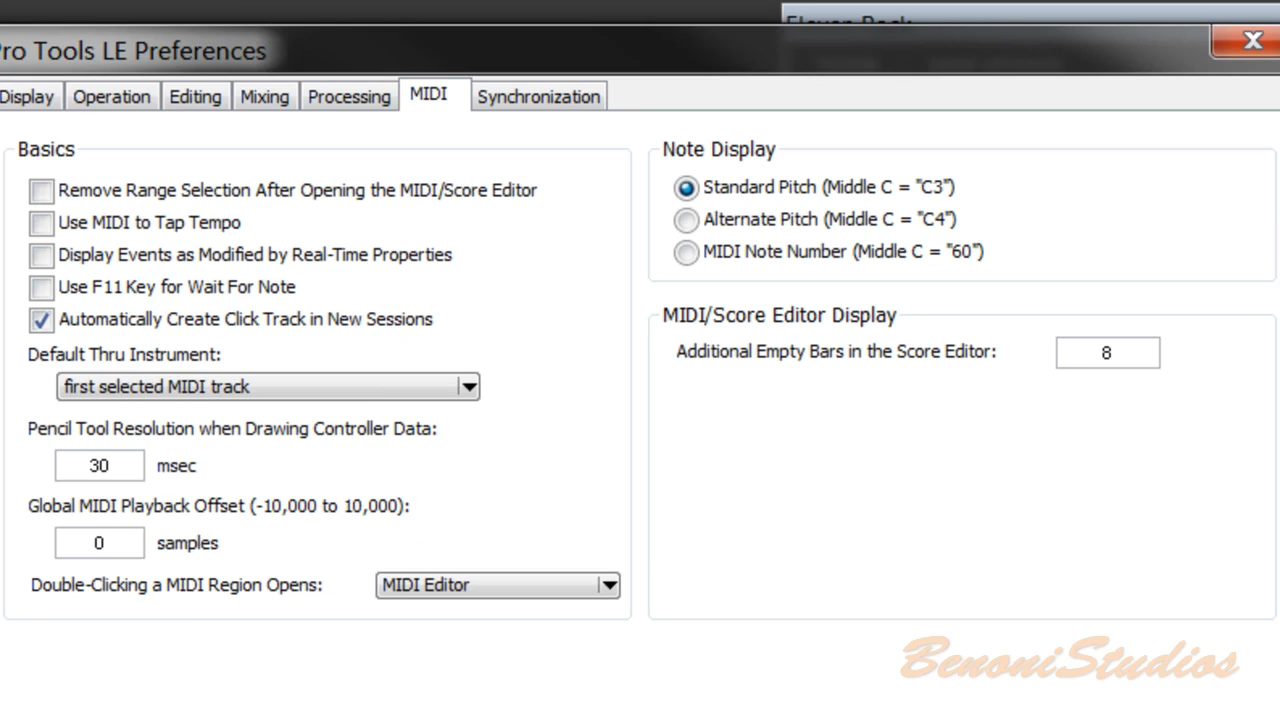 Eleven Rack
ro Tools LE Preferences
Display Operation Editing Mixing Processing MIDI Synchronization
Basics
Remove Range Selection After Opening the MIDI/Score Editor
Use MIDI to Tap Tempo
Display Events as Modified by Real-Time Properties
Use F11 Key for Wait For Note
Automatically Create Click Track in New Sessions
Default Thru Instrument:
first selected MIDI track
Pencil Tool Resolution when Drawing Controller Data:
30 msec
Global MIDI Playback Offset (-10,000 to 10,000):
0 samples
Double-Clicking a MIDI Region Opens: MIDI Editor
Note Display
Standard Pitch (Middle C = "C3")
Alternate Pitch (Middle C = "C4")
MIDI Note Number (Middle C = "60")
MIDI/Score Editor Display
Additional Empty Bars in the Score Editor: 8
BenoniStudios